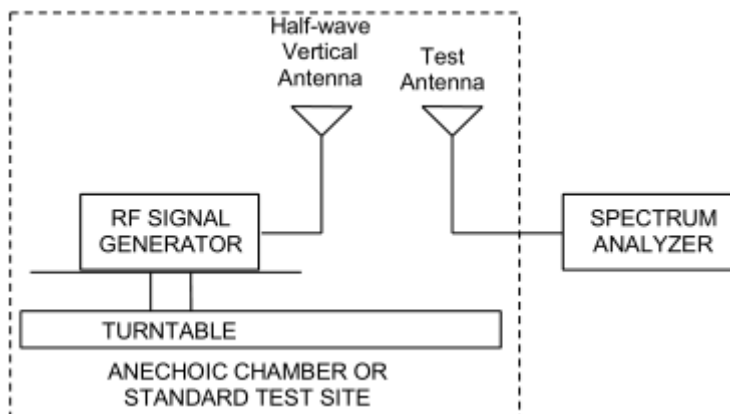 Half-wave
Vertical
Antenna
Test
Antenna
RF SIGNAL
GENERATOR
SPECTRUM
ANALYZER
TURNTABLE
ANECHOIC CHAMBER OR
STANDARD TEST SITE